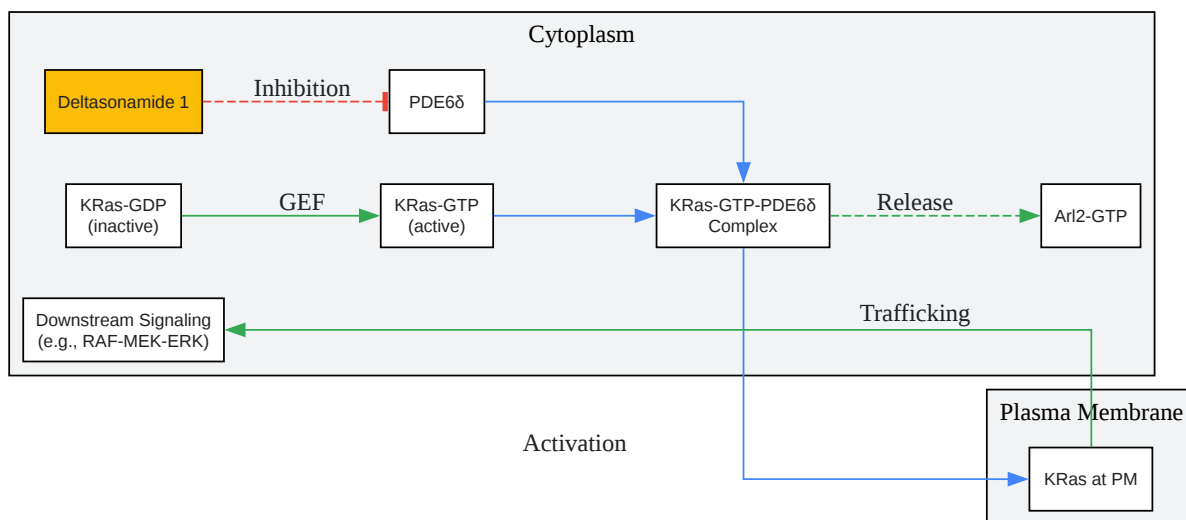 Cytoplasm
Deltasonamide 1
Inhibition
PDE6δ
KRas-GDP
(inactive)
GEF
KRas-GTP
(active)
KRas-GTP-PDE6δ
Complex
Release
Arl2-GTP
Downstream Signaling
(e.g., RAF-MEK-ERK)
Trafficking
Plasma Membrane
Activation
KRas at PM